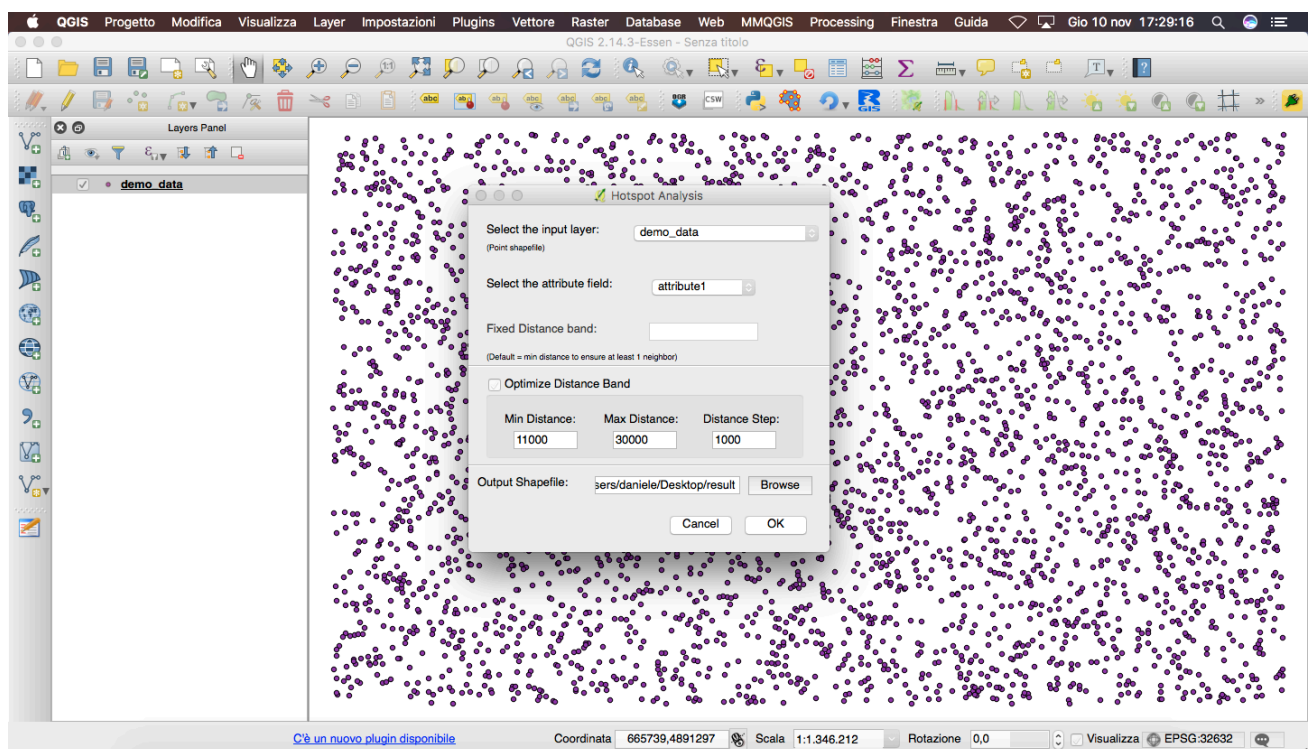 QGIS Progetto Modifica Visualizza Layer Impostazioni Plugins Vettore Raster Database Web MMQGIS Processing Finestra Guida Gio 10 nov 17:29:16
QGIS 2.14.3-Essen - Senza titolo
Layers Panel
demo_data
Hotspot Analysis
Select the input layer: demo_data
(Point shapefile)
Select the attribute field: attribute1
Fixed Distance band:
(Default = min distance to ensure at least 1 neighbor)
Optimize Distance Band
Min Distance: Max Distance: Distance Step:
11000 30000 1000
Output Shapefile: sers/daniele/Desktop/result Browse
Cancel OK
C'è un nuovo plugin disponibile Coordinata 665739,4891297 Scala 1:1.346.212 Rotazione 0,0 Visualizza EPSG:32632